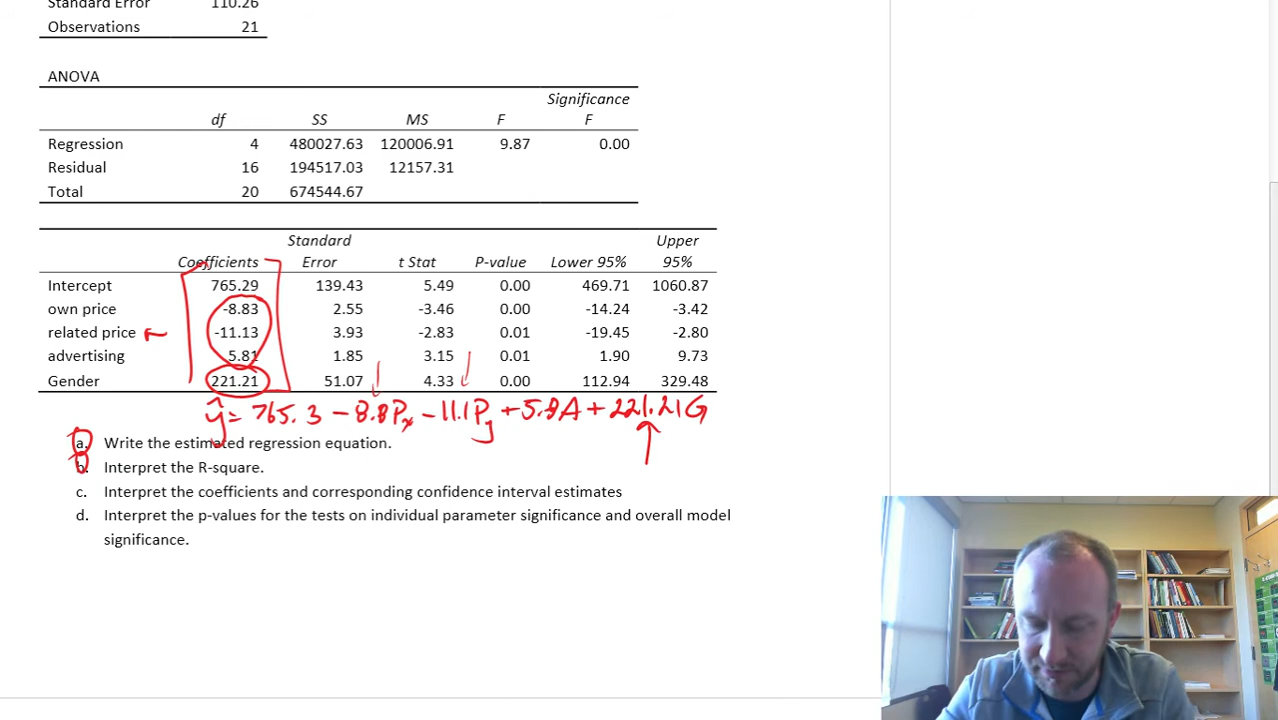 Standard Error 110.26
Observations 21
ANOVA
Significance
df SS MS F F
Regression 4 480027.63 120006.91 9.87 0.00
Residual 16 194517.03 12157.31
Total 20 674544.67
Standard Upper
Coefficients Error t Stat P-value Lower 95% 95%
Intercept 765.29 139.43 5.49 0.00 469.71 1060.87
own price -8.83 2.55 -3.46 0.00 -14.24 -3.42
related price -11.13 3.93 -2.83 0.01 -19.45 -2.80
advertising 5.81 1.85 3.15 0.01 1.90 9.73
Gender 221.21 51.07 4.33 0.00 112.94 329.48
ŷ = 765.3 - 8.8Px - 11.1Py + 5.8A + 221.21G
a. Write the estimated regression equation.
b. Interpret the R-square.
c. Interpret the coefficients and corresponding confidence interval estimates
d. Interpret the p-values for the tests on individual parameter significance and overall model
significance.